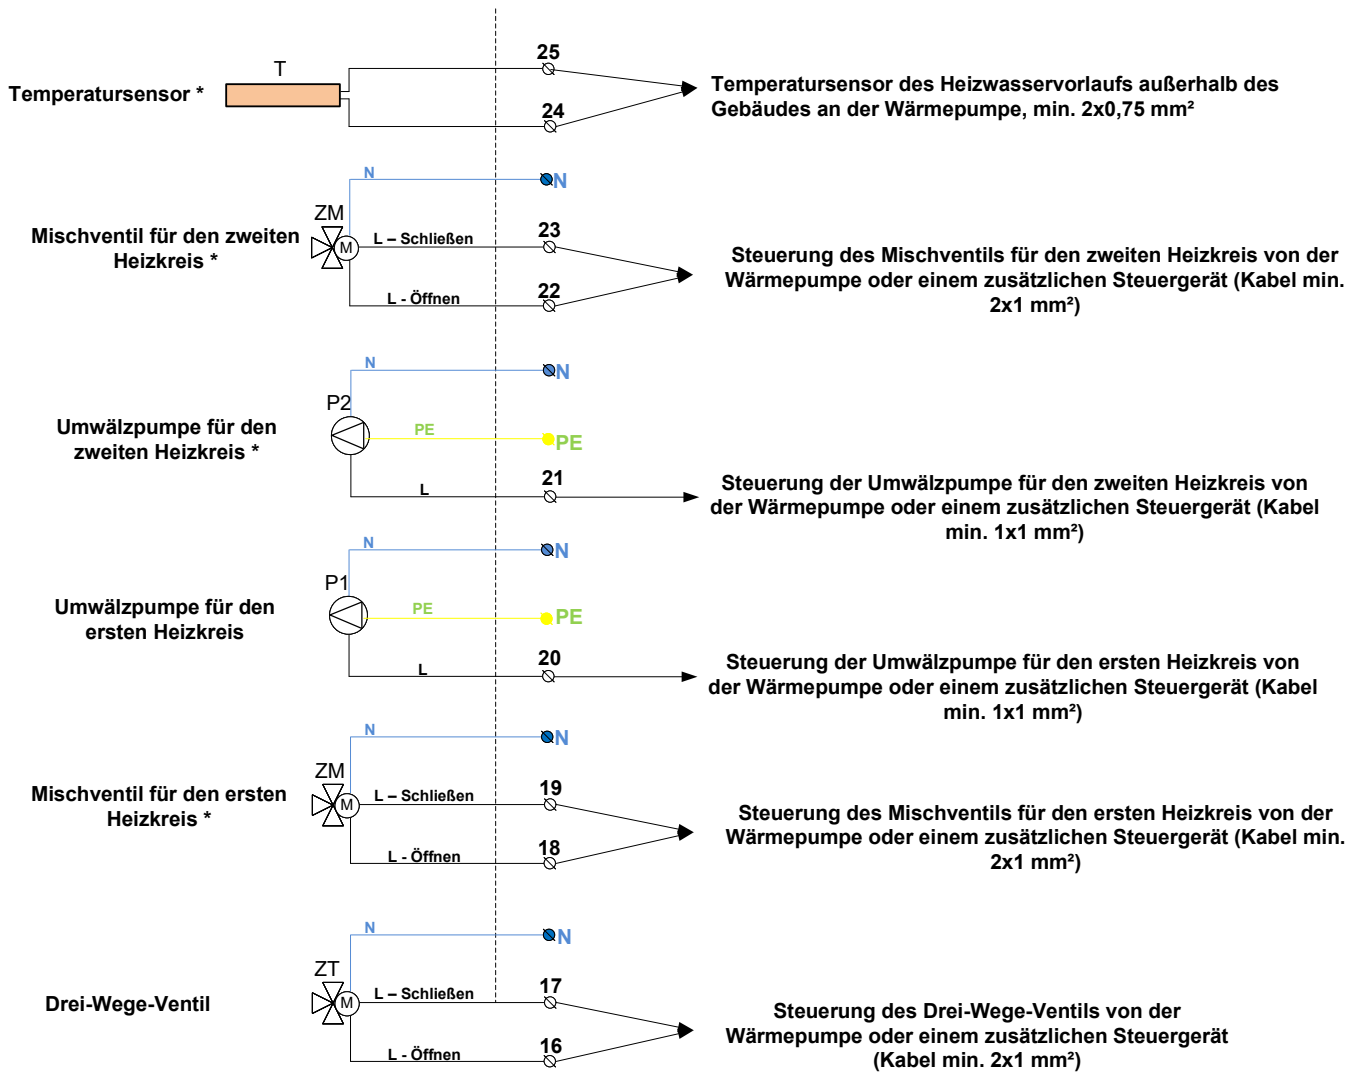 T
25
Temperatursensor *
24
Temperatursensor des Heizwasservorlaufs außerhalb des
Gebäudes an der Wärmepumpe, min. 2x0,75 mm²
N
N
ZM
M
Mischventil für den zweiten
Heizkreis *
L – Schließen
23
L - Öffnen
22
Steuerung des Mischventils für den zweiten Heizkreis von der
Wärmepumpe oder einem zusätzlichen Steuergerät (Kabel min.
2x1 mm²)
N
N
P2
Umwälzpumpe für den
zweiten Heizkreis *
PE
PE
L
21
Steuerung der Umwälzpumpe für den zweiten Heizkreis von
der Wärmepumpe oder einem zusätzlichen Steuergerät (Kabel
min. 1x1 mm²)
N
N
P1
Umwälzpumpe für den
ersten Heizkreis
PE
PE
L
20
Steuerung der Umwälzpumpe für den ersten Heizkreis von
der Wärmepumpe oder einem zusätzlichen Steuergerät (Kabel
min. 1x1 mm²)
N
N
ZM
M
Mischventil für den ersten
Heizkreis *
L – Schließen
19
L - Öffnen
18
Steuerung des Mischventils für den ersten Heizkreis von der
Wärmepumpe oder einem zusätzlichen Steuergerät (Kabel min.
2x1 mm²)
N
N
ZT
M
Drei-Wege-Ventil
L – Schließen
17
L - Öffnen
16
Steuerung des Drei-Wege-Ventils von der
Wärmepumpe oder einem zusätzlichen Steuergerät
(Kabel min. 2x1 mm²)